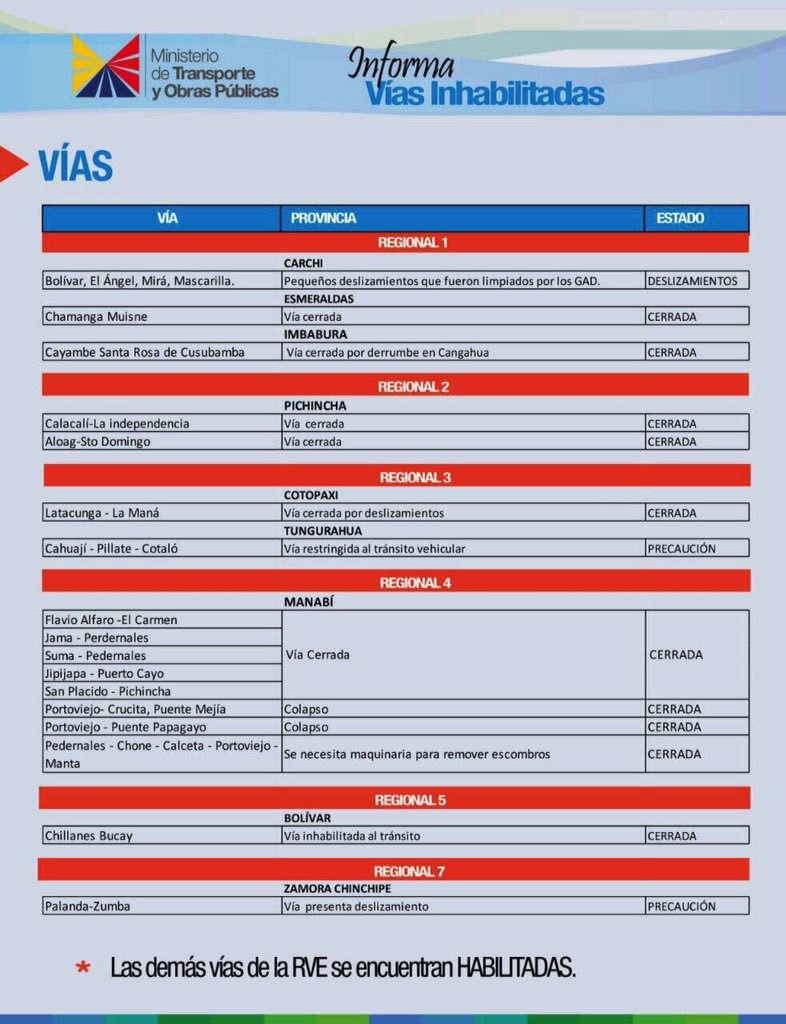 Ministerio
de Transporte
y Obras Públicas
Informa
Vías Inhabilitadas
VÍAS
VÍA PROVINCIA ESTADO
REGIONAL 1
CARCHI
Bolívar, El Ángel, Mirá, Mascarilla. Pequeños deslizamientos que fueron limpiados por los GAD. DESLIZAMIENTOS
ESMERALDAS
Chamanga Muisne Vía cerrada CERRADA
IMBABURA
Cayambe Santa Rosa de Cusubamba Vía cerrada por derrumbe en Cangahua CERRADA
REGIONAL 2
PICHINCHA
Calacalí-La independencia Vía cerrada CERRADA
Aloag-Sto Domingo Vía cerrada CERRADA
REGIONAL 3
COTOPAXI
Latacunga - La Maná Vía cerrada por deslizamientos CERRADA
TUNGURAHUA
Cahuají - Pillate - Cotaló Vía restringida al tránsito vehicular PRECAUCIÓN
REGIONAL 4
MANABÍ
Flavio Alfaro -El Carmen
Jama - Perdernales
Suma - Pedernales Vía Cerrada CERRADA
Jipijapa - Puerto Cayo
San Placido - Pichincha
Portoviejo- Crucita, Puente Mejía Colapso CERRADA
Portoviejo - Puente Papagayo Colapso CERRADA
Pedernales - Chone - Calceta - Portoviejo -
Manta Se necesita maquinaria para remover escombros CERRADA
REGIONAL 5
BOLÍVAR
Chillanes Bucay Vía inhabilitada al tránsito CERRADA
REGIONAL 7
ZAMORA CHINCHIPE
Palanda-Zumba Vía presenta deslizamiento PRECAUCIÓN
* Las demás vías de la RVE se encuentran HABILITADAS.